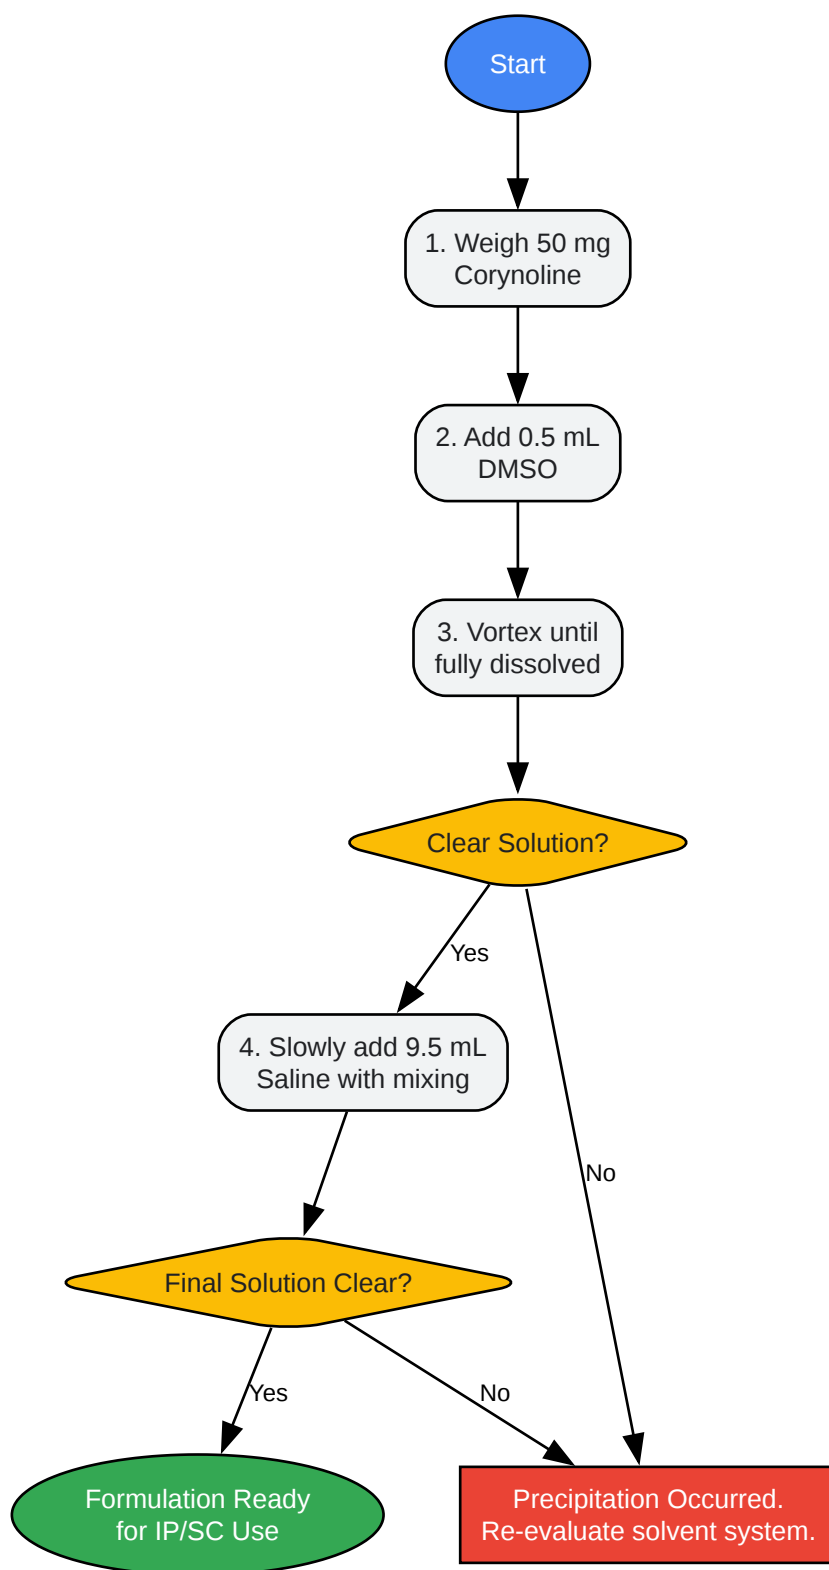 Start
1. Weigh 50 mg
Corynoline
2. Add 0.5 mL
DMSO
3. Vortex until
fully dissolved
Clear Solution?
Yes
4. Slowly add 9.5 mL
Saline with mixing
No
Final Solution Clear?
Yes
No
Formulation Ready
for IP/SC Use
Precipitation Occurred.
Re-evaluate solvent system.